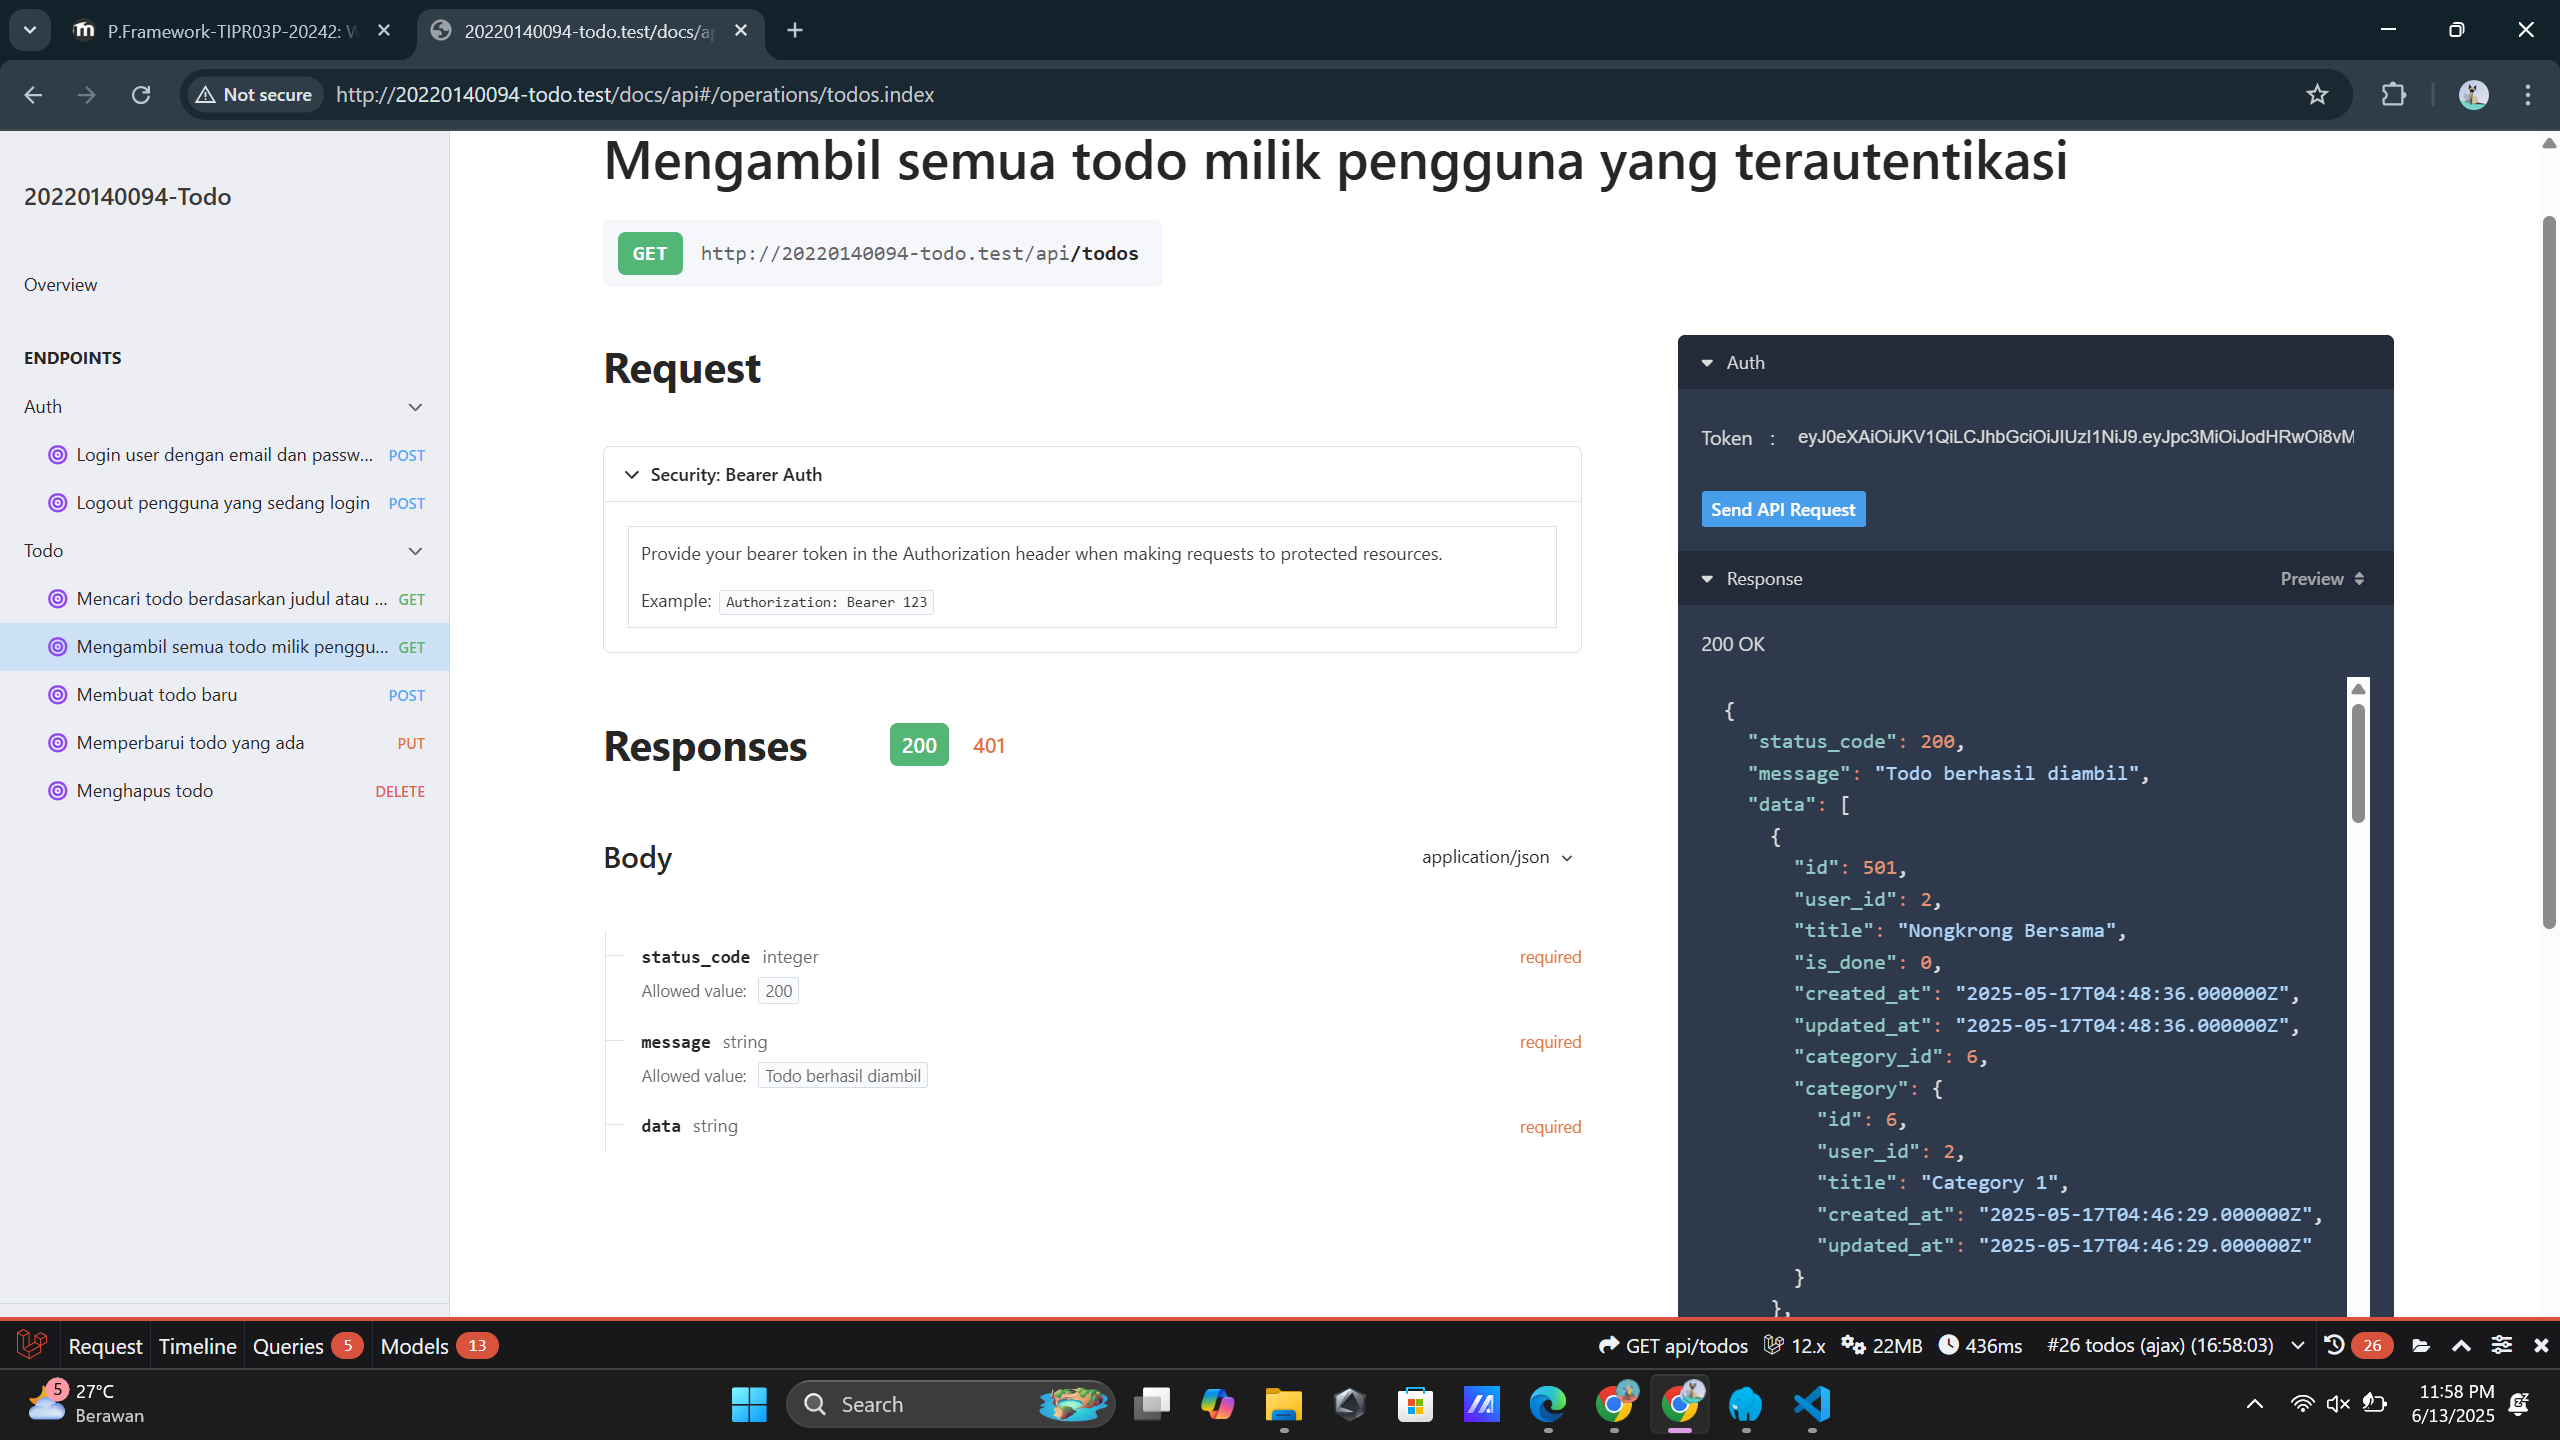 P.Framework-TIPR03P-20242: W
20220140094-todo.test/docs/ap
Not secure
http://20220140094-todo.test/docs/api#/operations/todos.index
20220140094-Todo
Overview
ENDPOINTS
Auth
Login user dengan email dan passw... POST
Logout pengguna yang sedang login POST
Todo
Mencari todo berdasarkan judul atau ... GET
Mengambil semua todo milik penggu... GET
Membuat todo baru POST
Memperbarui todo yang ada PUT
Menghapus todo DELETE
Mengambil semua todo milik pengguna yang terautentikasi
GET http://20220140094-todo.test/api/todos
Request
Security: Bearer Auth
Provide your bearer token in the Authorization header when making requests to protected resources.
Example: Authorization: Bearer 123
Responses 200 401
Body application/json
status_code integer required
Allowed value: 200
message string required
Allowed value: Todo berhasil diambil
data string required
Auth
Token : eyJ0eXAiOiJKV1QiLCJhbGciOiJIUzI1NiJ9.eyJpc3MiOiJodHRwOi8vM
Send API Request
Response Preview
200 OK
{
"status_code": 200,
"message": "Todo berhasil diambil",
"data": [
{
"id": 501,
"user_id": 2,
"title": "Nongkrong Bersama",
"is_done": 0,
"created_at": "2025-05-17T04:48:36.000000Z",
"updated_at": "2025-05-17T04:48:36.000000Z",
"category_id": 6,
"category": {
"id": 6,
"user_id": 2,
"title": "Category 1",
"created_at": "2025-05-17T04:46:29.000000Z",
"updated_at": "2025-05-17T04:46:29.000000Z"
}
},
Request Timeline Queries 5 Models 13 GET api/todos 12.x 22MB 436ms #26 todos (ajax) (16:58:03) 26
5 27°C
Berawan
Search
11:58 PM
6/13/2025